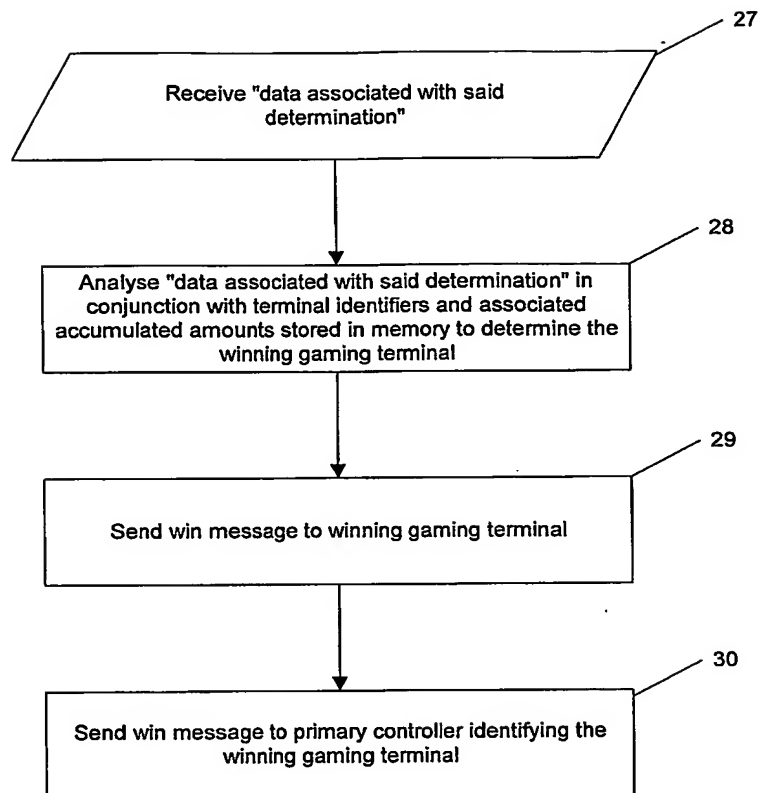 27
Receive "data associated with said
determination"
28
Analyse "data associated with said determination" in
conjunction with terminal identifiers and associated
accumulated amounts stored in memory to determine the
winning gaming terminal
29
Send win message to winning gaming terminal
30
Send win message to primary controller identifying the
winning gaming terminal